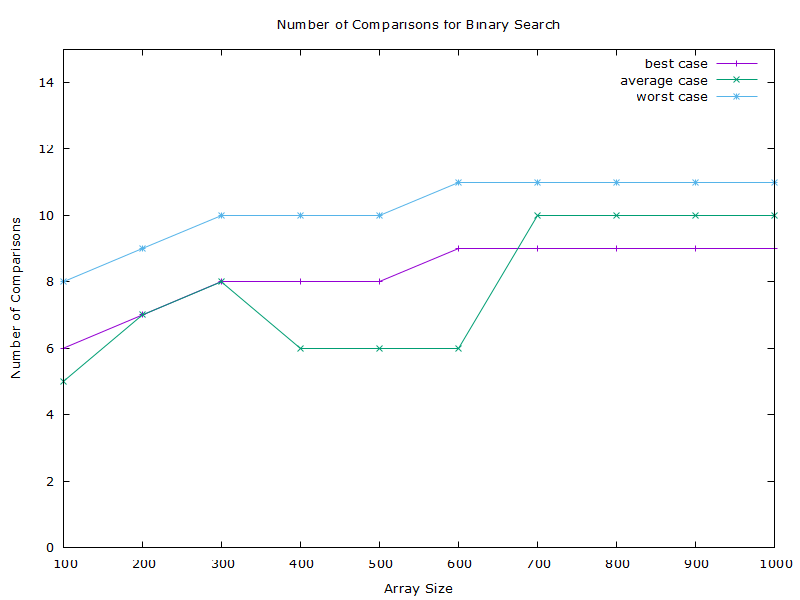 Number of Comparisons for Binary Search
best case
average case
worst case
14
12
10
8
6
4
2
0
Number of Comparisons
100 200 300 400 500 600 700 800 900 1000
Array Size